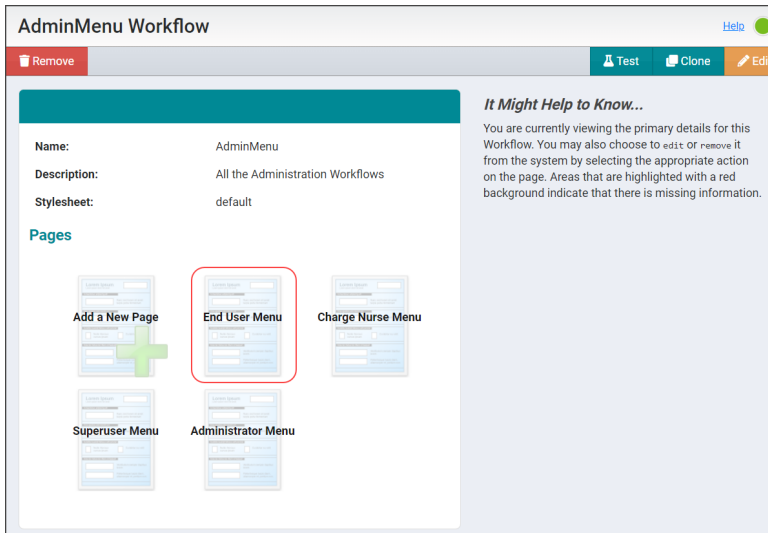 AdminMenu Workflow
Help
Remove
Test
Clone
Edi
It Might Help to Know...
You are currently viewing the primary details for this
Workflow. You may also choose to edit or remove it
from the system by selecting the appropriate action
on the page. Areas that are highlighted with a red
background indicate that there is missing information.
Name: AdminMenu
Description: All the Administration Workflows
Stylesheet: default
Pages
Add a New Page
End User Menu
Charge Nurse Menu
Superuser Menu
Administrator Menu